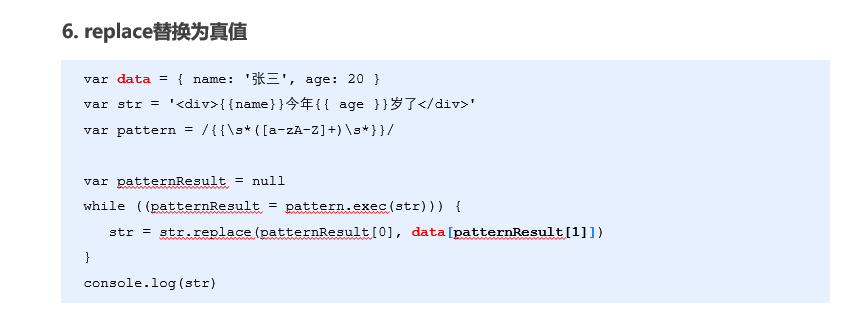 6. replace替换为真值
var data = { name: '张三', age: 20 }
var str = '<div>{{name}}今年{{ age }}岁了</div>'
var pattern = /{{\s*([a-zA-Z]+)\s*}}/
var patternResult = null
while ((patternResult = pattern.exec(str))) {
str = str.replace(patternResult[0], data[patternResult[1]])
}
console.log(str)